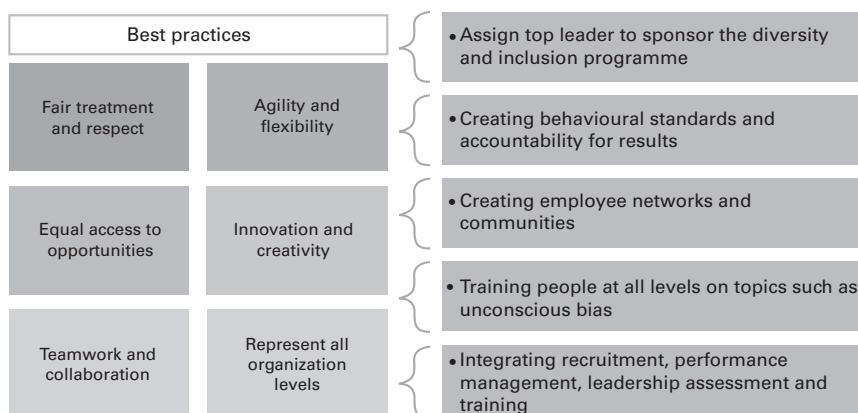 Best practices
Fair treatment
and respect
Agility and
flexibility
Equal access to
opportunities
Innovation and
creativity
Teamwork and
collaboration
Represent all
organization
levels
• Assign top leader to sponsor the diversity
and inclusion programme
• Creating behavioural standards and
accountability for results
• Creating employee networks and
communities
• Training people at all levels on topics such as
unconscious bias
• Integrating recruitment, performance
management, leadership assessment and
training